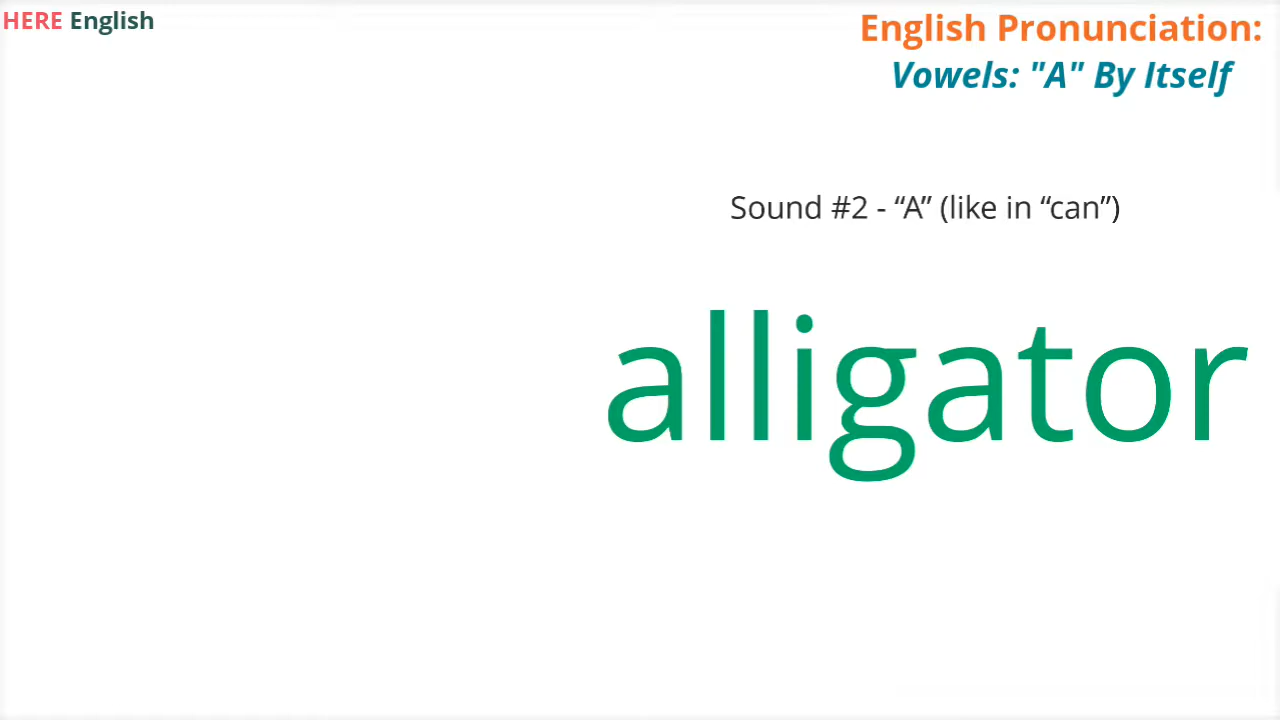 HERE English
English Pronunciation:
Vowels: "A" By Itself
Sound #2 - “A” (like in “can”)
alligator